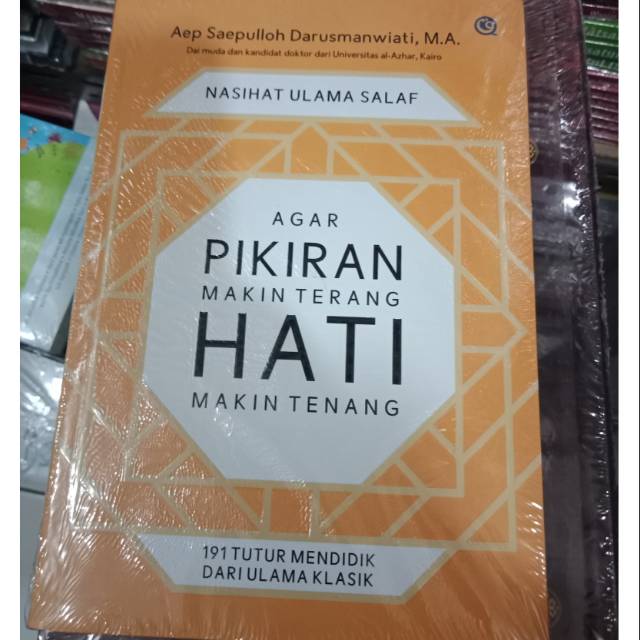 Aep Saepulloh Darusmanwiati, M.A.
Dai muda dan kandidat doktor dari Universitas al-Azhar, Kairo
NASIHAT ULAMA SALAF
AGAR
PIKIRAN
MAKIN TERANG
HATI
MAKIN TENANG
191 TUTUR MENDIDIK
DARI ULAMA KLASIK